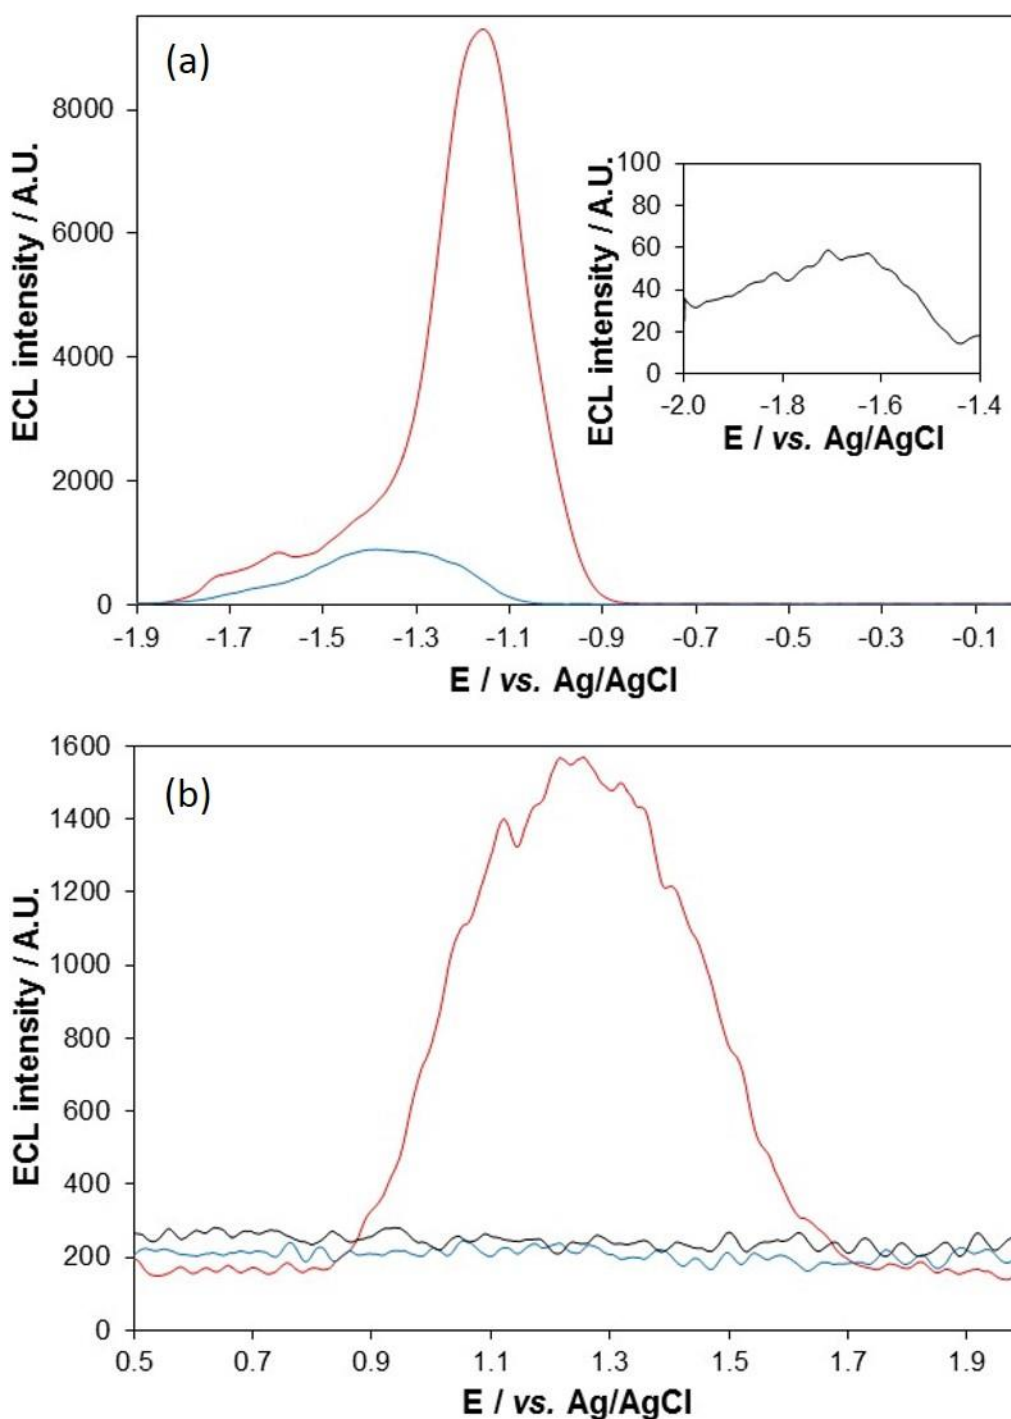 (a)
ECL intensity / A.U.
8000
6000
4000
2000
0
-1.9 -1.7 -1.5 -1.3 -1.1 -0.9 -0.7 -0.5 -0.3 -0.1
E / vs. Ag/AgCl
ECL intensity / A.U.
100
80
60
40
20
0
-2.0 -1.8 -1.6 -1.4
E / vs. Ag/AgCl
(b)
ECL intensity / A.U.
1600
1400
1200
1000
800
600
400
200
0
0.5 0.7 0.9 1.1 1.3 1.5 1.7 1.9
E / vs. Ag/AgCl